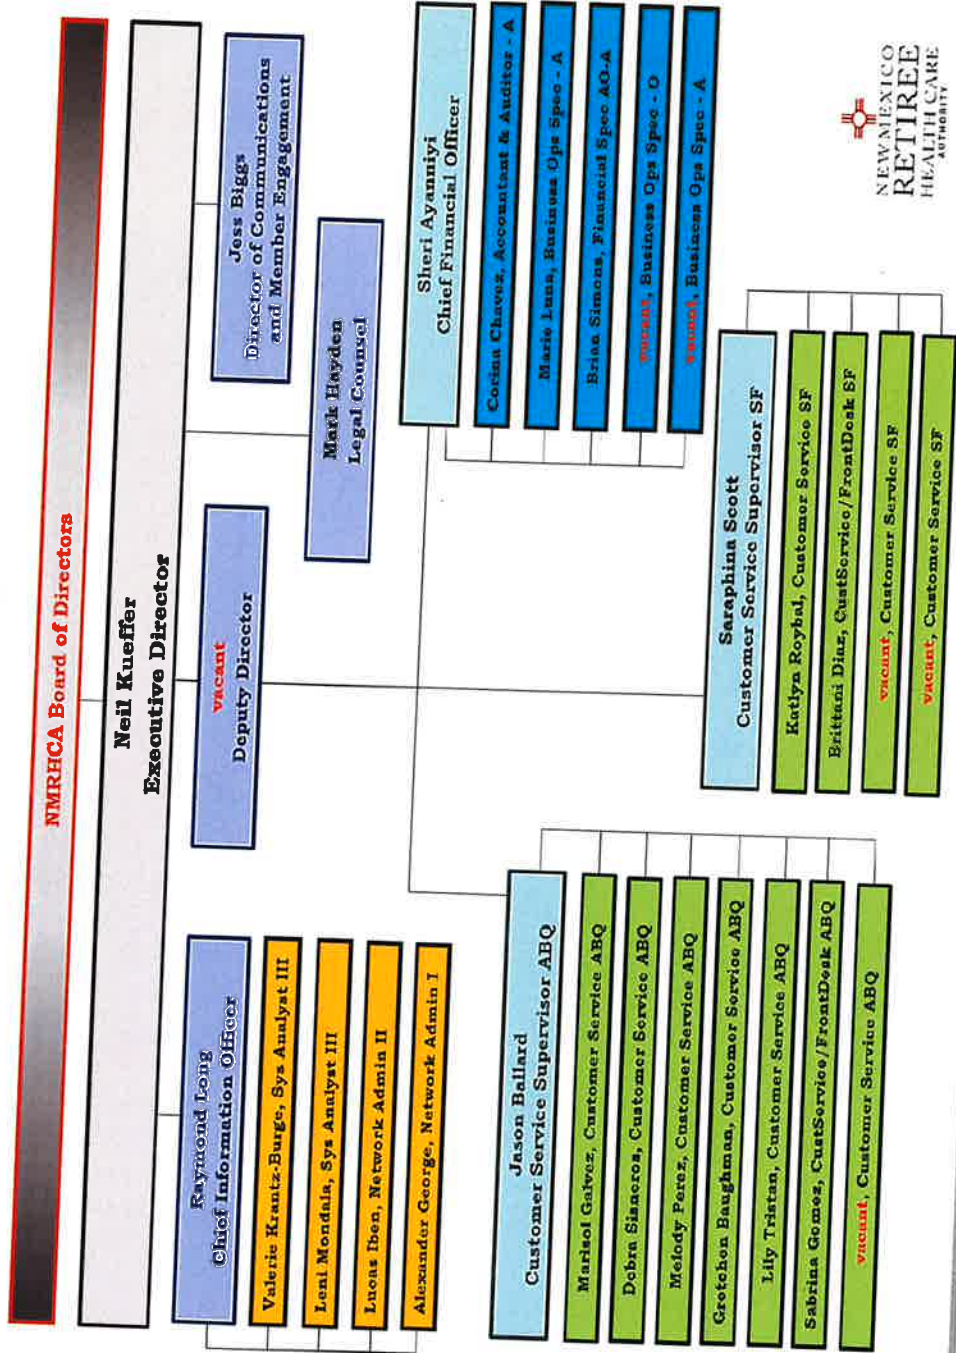 NMRHCA Board of Directors
Neil Kueffer
Executive Director
Raymond Long
Chief Information Officer
Valerie Krantz-Burge, Sys Analyst III
Leni Mondala, Sys Analyst III
Lucas Iben, Network Admin II
Alexander George, Network Admin I
vacant
Deputy Director
Mark Hayden
Legal Counsel
Jess Biggs
Director of Communications
and Member Engagement
Jason Ballard
Customer Service Supervisor ABQ
Marisol Galvez, Customer Service ABQ
Debra Sisneros, Customer Service ABQ
Melody Perez, Customer Service ABQ
Gretchen Baughman, Customer Service ABQ
Lily Tristan, Customer Service ABQ
Sabrina Gomez, CustService/FrontDesk ABQ
vacant, Customer Service ABQ
Saraphina Scott
Customer Service Supervisor SF
Katlyn Roybal, Customer Service SF
Brittani Diaz, CustService/FrontDesk SF
vacant, Customer Service SF
vacant, Customer Service SF
Sheri Ayanniyi
Chief Financial Officer
Corina Chavez, Accountant & Auditor - A
Marie Luna, Business Ops Spec - A
Brian Simons, Financial Spec AO-A
vacant, Business Ops Spec - O
vacant, Business Ops Spec - A
NEW MEXICO
RETIREE
HEALTH CARE
AUTHORITY